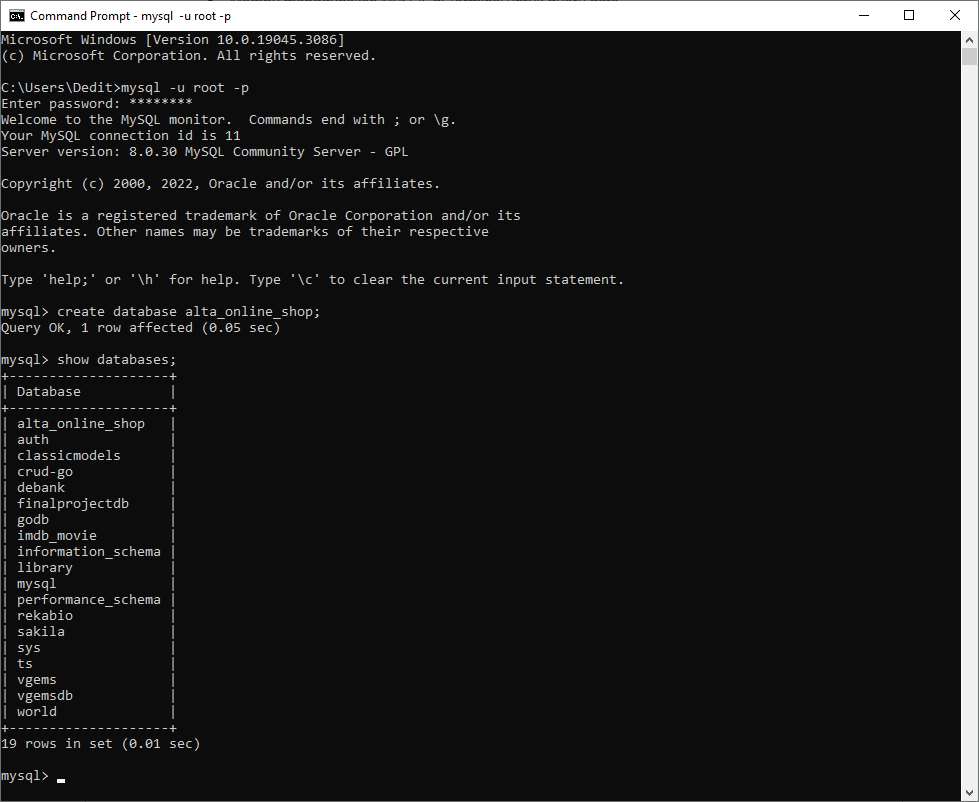 Command Prompt - mysql -u root -p
Microsoft Windows [Version 10.0.19045.3086]
(c) Microsoft Corporation. All rights reserved.
C:\Users\Dedit>mysql -u root -p
Enter password: ********
Welcome to the MySQL monitor.  Commands end with ; or \g.
Your MySQL connection id is 11
Server version: 8.0.30 MySQL Community Server - GPL
Copyright (c) 2000, 2022, Oracle and/or its affiliates.
Oracle is a registered trademark of Oracle Corporation and/or its
affiliates. Other names may be trademarks of their respective
owners.
Type 'help;' or '\h' for help. Type '\c' to clear the current input statement.
mysql> create database alta_online_shop;
Query OK, 1 row affected (0.05 sec)
mysql> show databases;
+--------------------+
| Database           |
+--------------------+
| alta_online_shop   |
| auth               |
| classicmodels      |
| crud-go            |
| debank             |
| finalprojectdb     |
| godb               |
| imdb_movie         |
| information_schema |
| library            |
| mysql              |
| performance_schema |
| rekabio            |
| sakila             |
| sys                |
| ts                 |
| vgems              |
| vgemsdb            |
| world              |
+--------------------+
19 rows in set (0.01 sec)
mysql> _